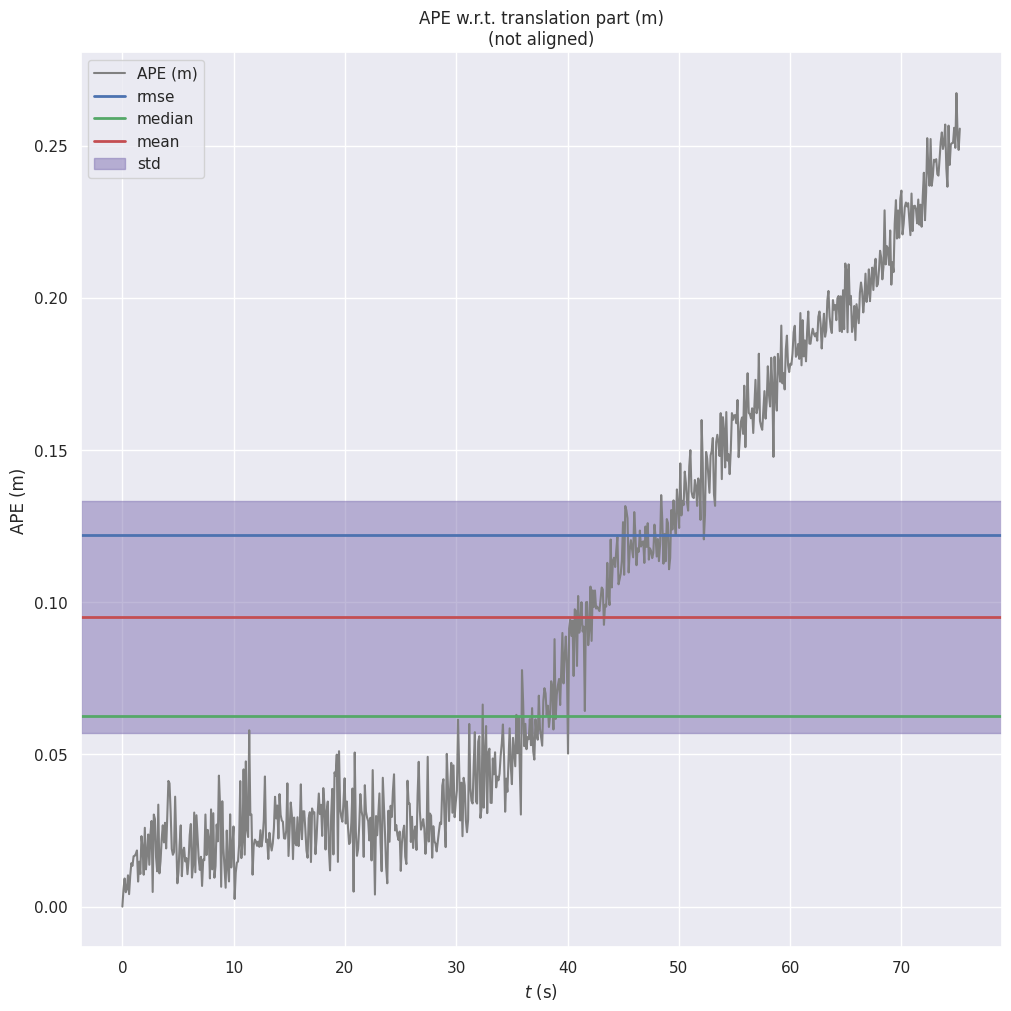 APE w.r.t. translation part (m)
(not aligned)
APE (m)
rmse
median
mean
std
APE (m)
0.25
0.20
0.15
0.10
0.05
0.00
0 10 20 30 40 50 60 70
t (s)